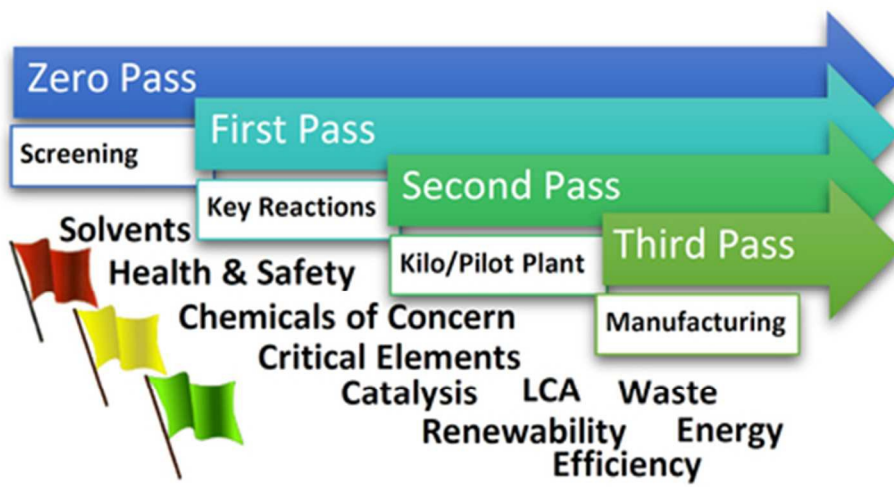 Zero Pass
Screening
First Pass
Key Reactions
Second Pass
Kilo/Pilot Plant
Third Pass
Manufacturing
Solvents
Health & Safety
Chemicals of Concern
Critical Elements
Catalysis LCA Waste
Renewability Energy
Efficiency